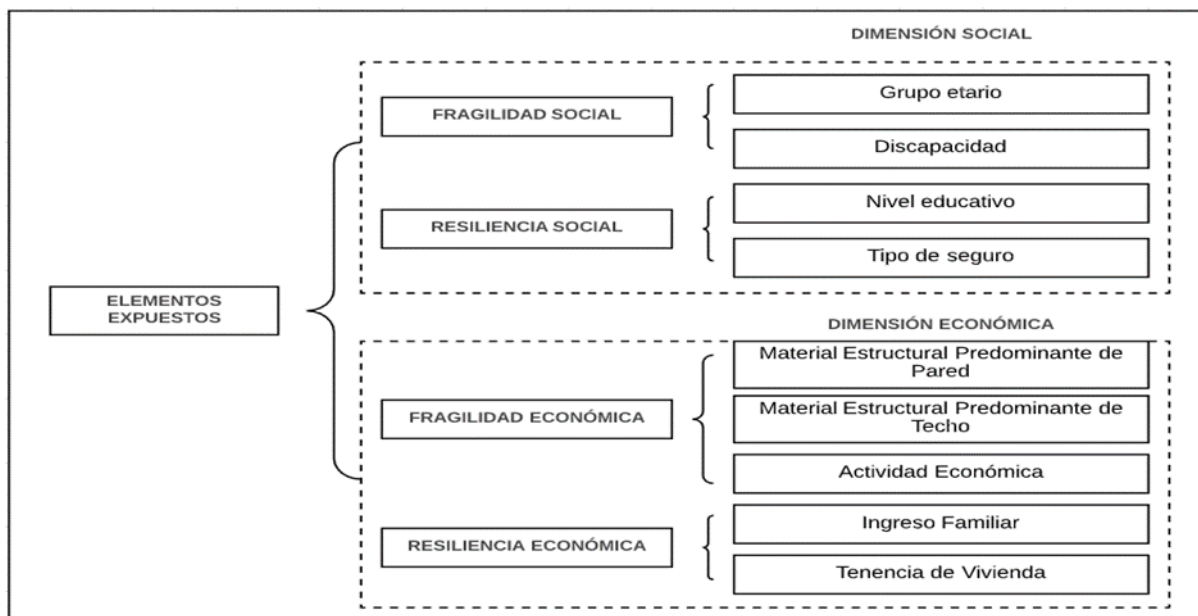 DIMENSIÓN SOCIAL
FRAGILIDAD SOCIAL
Grupo etario
Discapacidad
RESILIENCIA SOCIAL
Nivel educativo
Tipo de seguro
ELEMENTOS
EXPUESTOS
DIMENSIÓN ECONÓMICA
FRAGILIDAD ECONÓMICA
Material Estructural Predominante de
Pared
Material Estructural Predominante de
Techo
Actividad Económica
RESILIENCIA ECONÓMICA
Ingreso Familiar
Tenencia de Vivienda